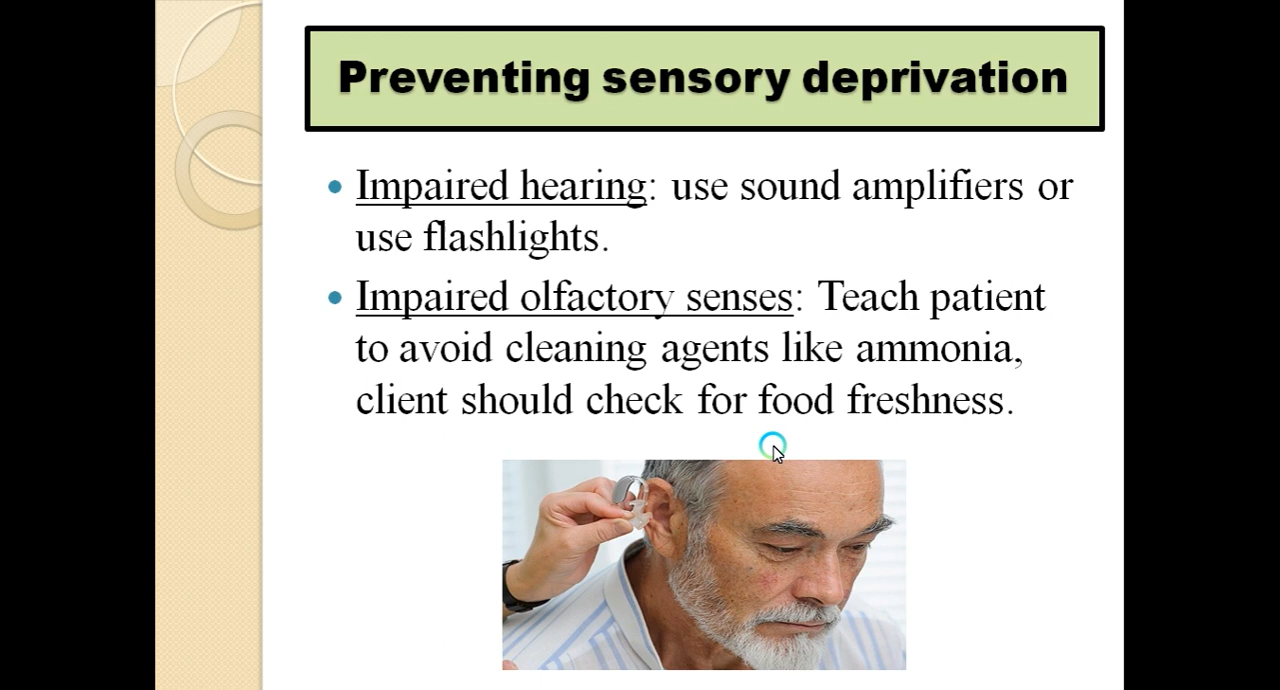 Preventing sensory deprivation
Impaired hearing: use sound amplifiers or
use flashlights.
Impaired olfactory senses: Teach patient
to avoid cleaning agents like ammonia,
client should check for food freshness.